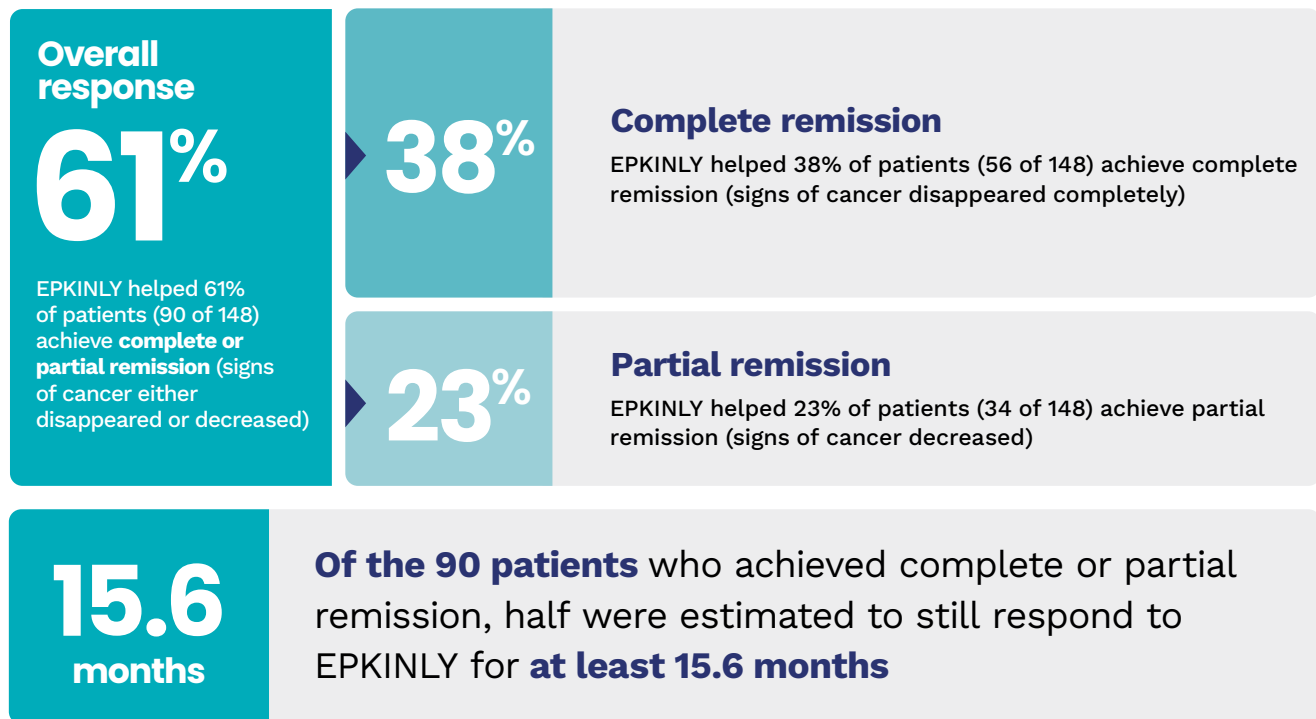 Overall
response
61%
EPKINLY helped 61%
of patients (90 of 148)
achieve complete or
partial remission (signs
of cancer either
disappeared or decreased)
38%
Complete remission
EPKINLY helped 38% of patients (56 of 148) achieve complete
remission (signs of cancer disappeared completely)
23%
Partial remission
EPKINLY helped 23% of patients (34 of 148) achieve partial
remission (signs of cancer decreased)
15.6
months
Of the 90 patients who achieved complete or partial
remission, half were estimated to still respond to
EPKINLY for at least 15.6 months